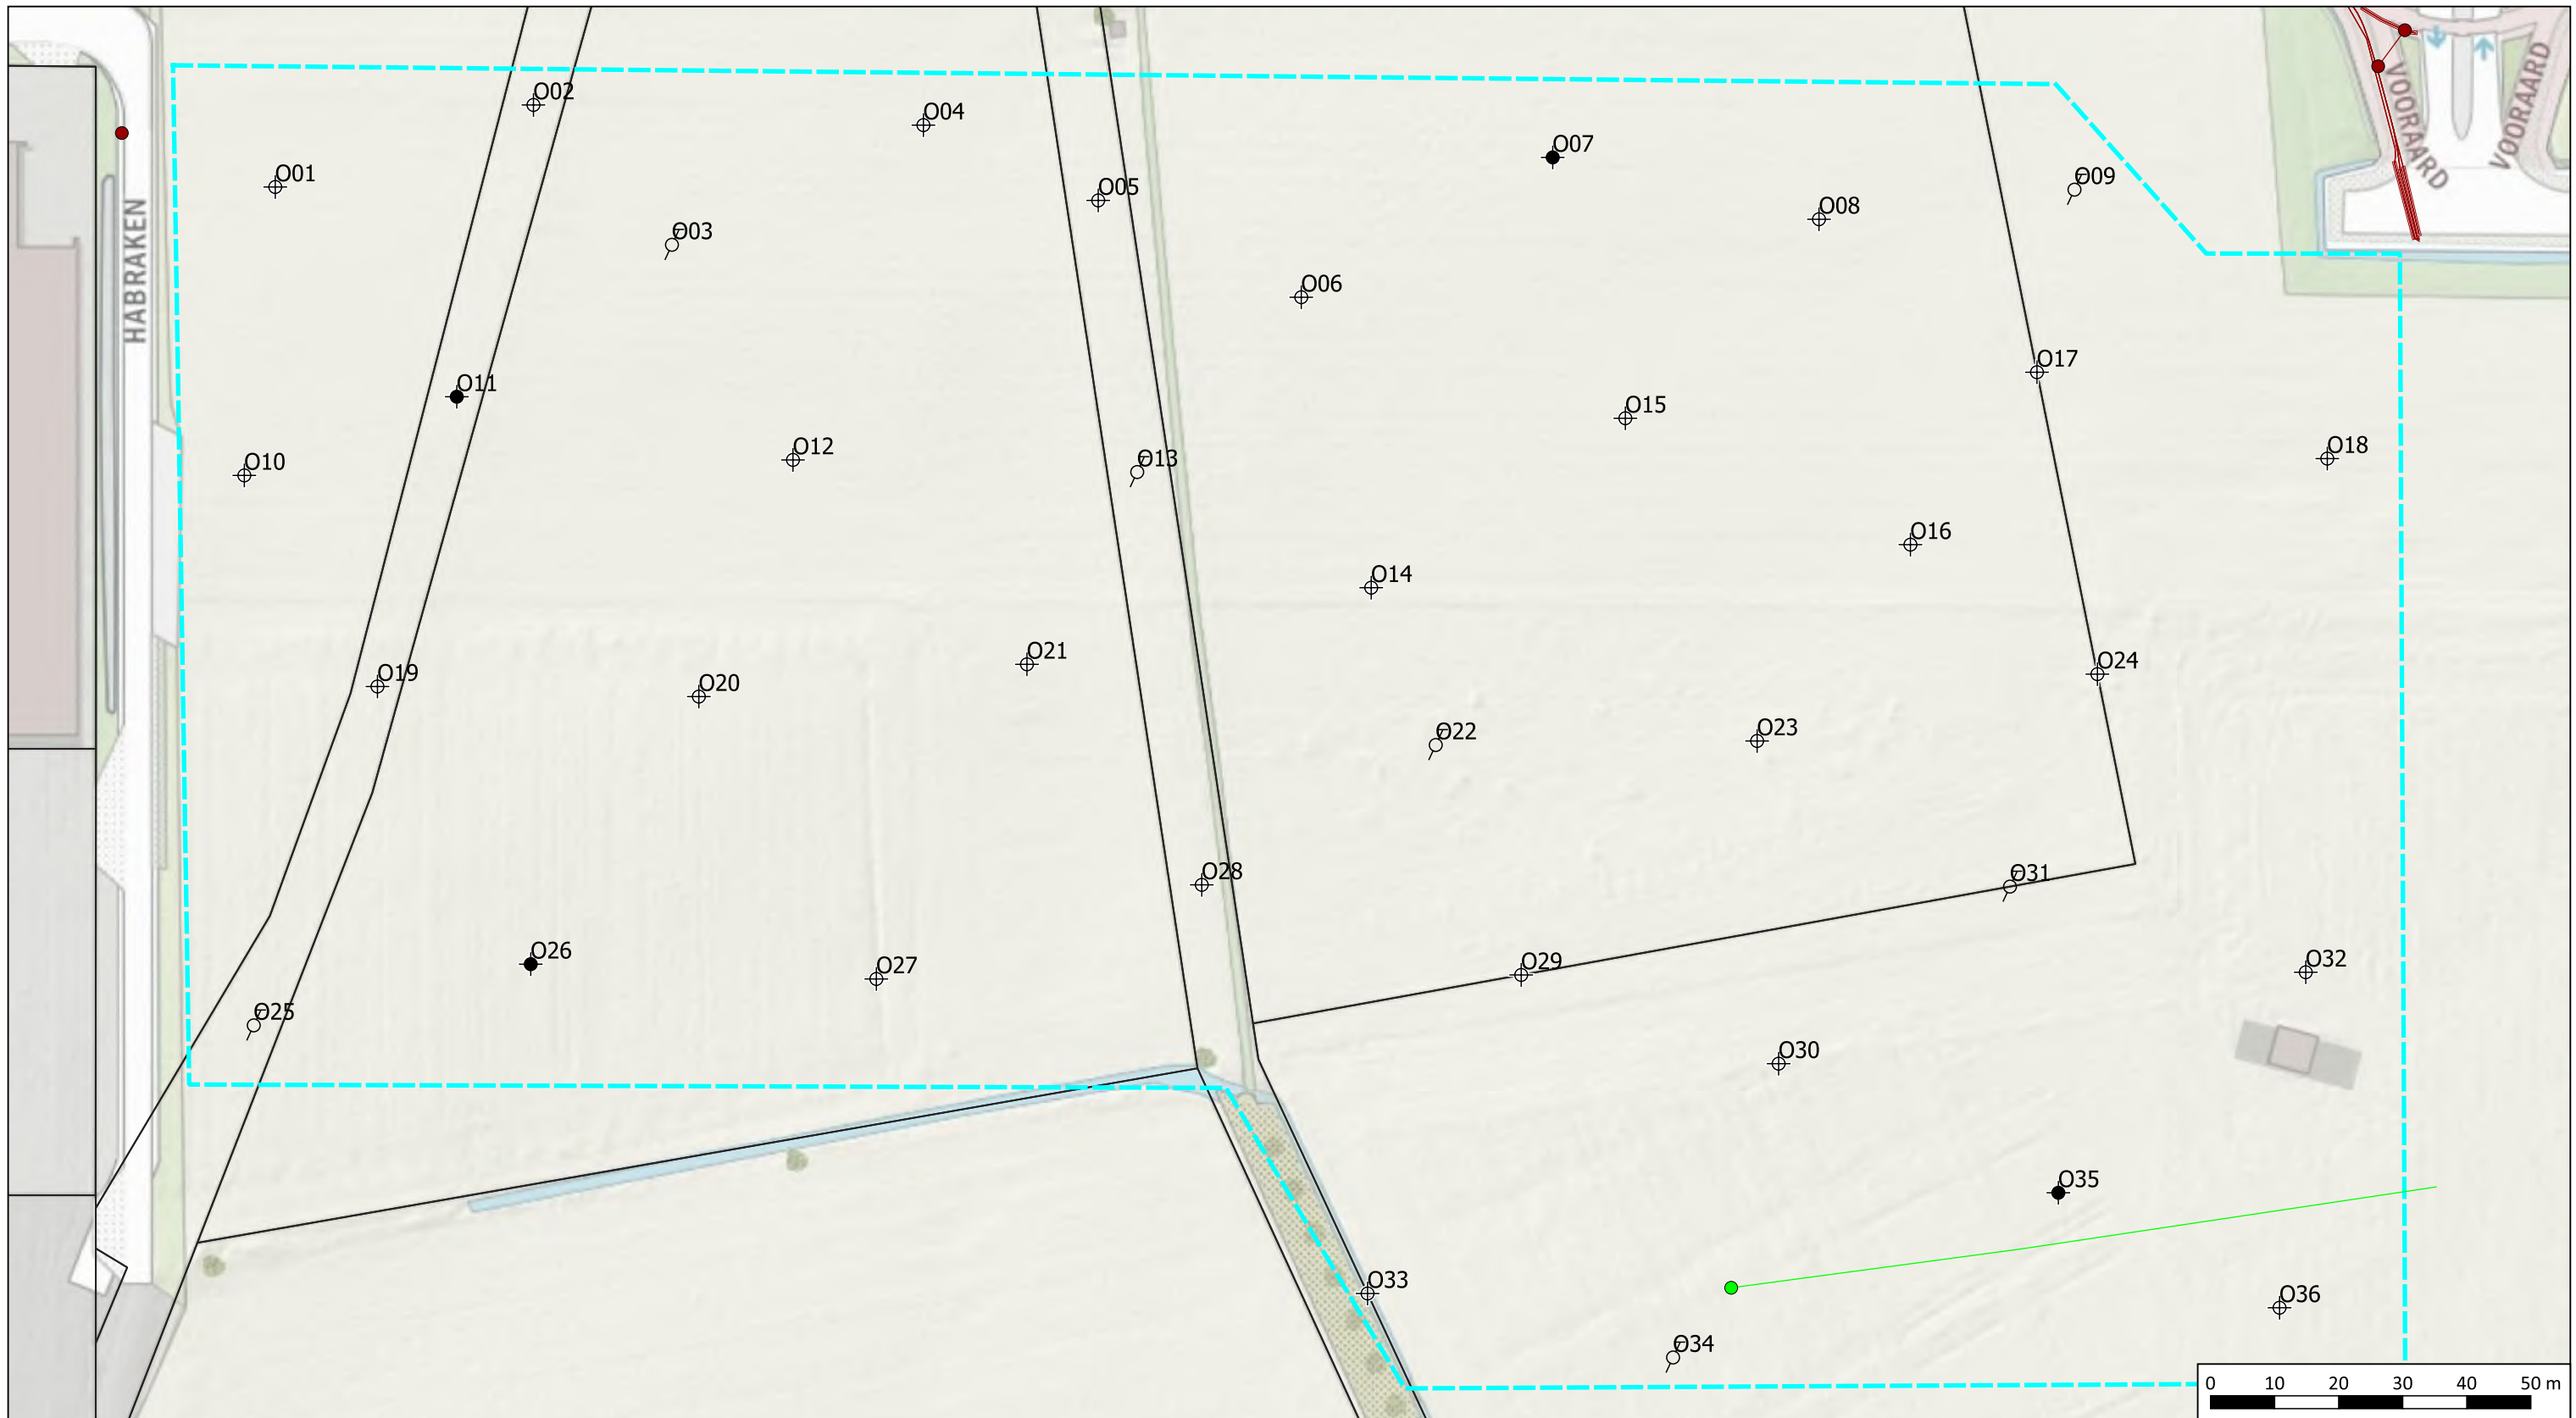 O02
O04
O07
VOORAARD
VOORAARD
O01
O05
O09
O03
O08
HABRAKEN
O06
O11
O17
O15
O10
O12
O13
O18
O16
O14
O19
O20
O21
O24
O22
O23
O28
O31
O26
O27
O29
O32
O25
O30
O35
O33
O36
O34
0 10 20 30 40 50 m